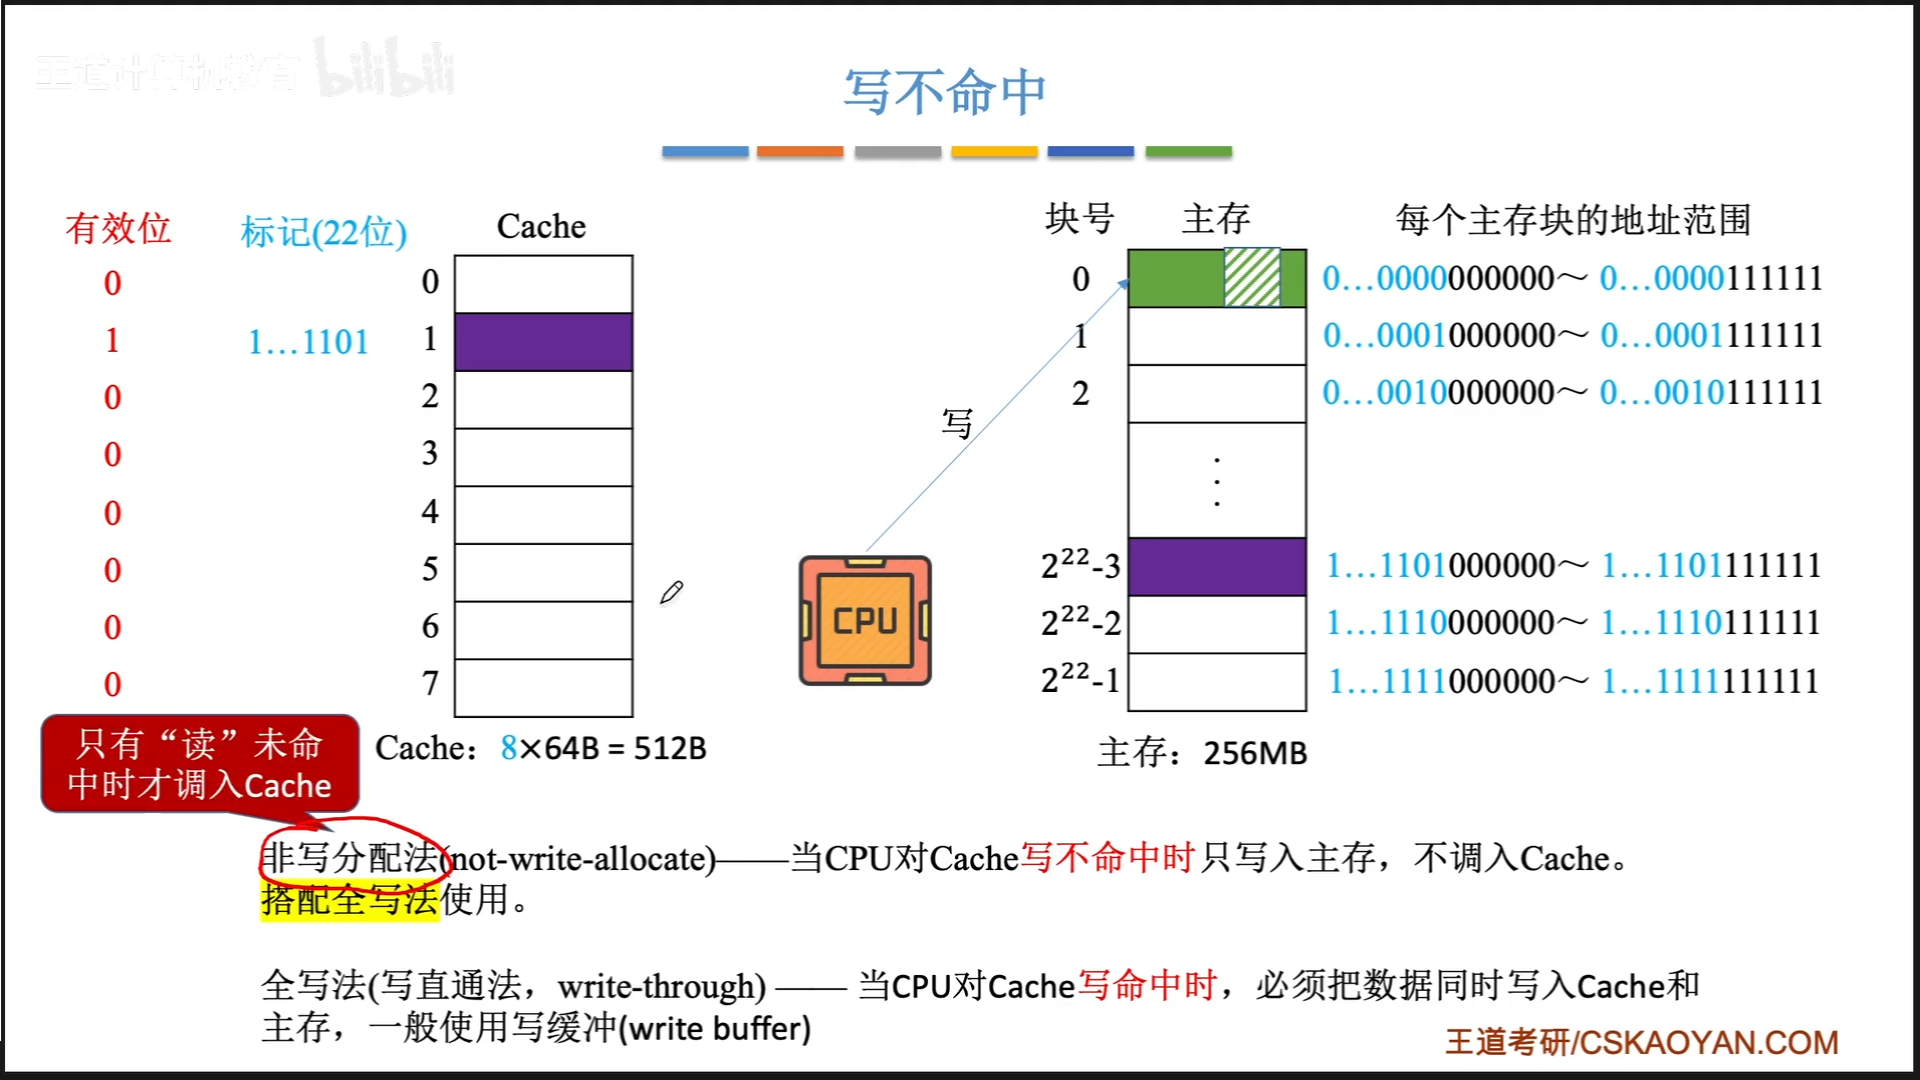 王道计算机教育 bilibili
写不命中
有效位 标记(22位) Cache 块号 主存 每个主存块的地址范围
0 0 0 0…0000000000～ 0…0000111111
1 1…1101 1 1 0…0001000000～ 0…0001111111
0 2 2 0…0010000000～ 0…0010111111
写
0 3
0 4
0 5 2²²-3 1…1101000000～ 1…1101111111
CPU
0 6 2²²-2 1…1110000000～ 1…1110111111
0 7 2²²-1 1…1111000000～ 1…1111111111
只有“读”未命
中时才调入Cache
Cache：8×64B = 512B 主存：256MB
非写分配法(not-write-allocate)——当CPU对Cache写不命中时只写入主存，不调入Cache。
搭配全写法使用。
全写法(写直通法，write-through) —— 当CPU对Cache写命中时，必须把数据同时写入Cache和
主存，一般使用写缓冲(write buffer)
王道考研/CSKAOYAN.COM